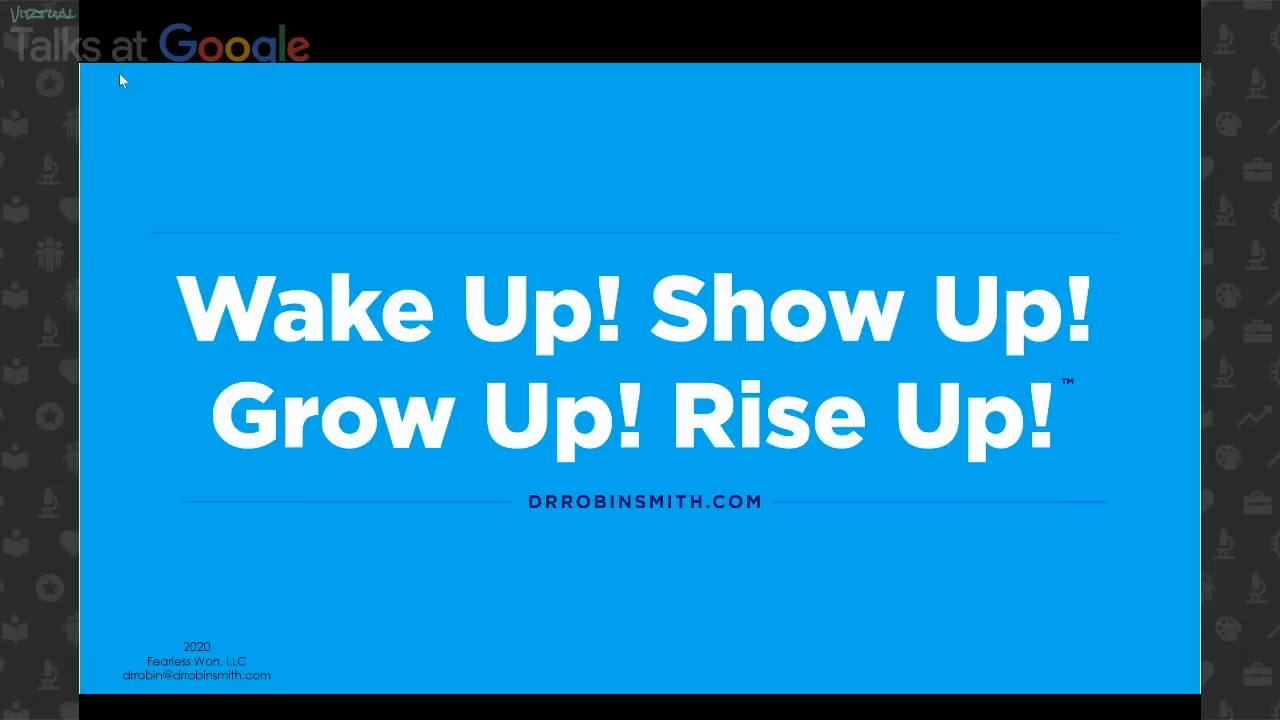 VIRTUAL
Talks at Google
Wake Up! Show Up!
Grow Up! Rise Up!™
DRROBINSMITH.COM
2020
Fearless Won, LLC
drrobin@drrobinsmith.com